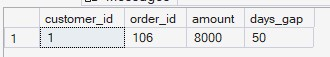 customer_id order_id amount days_gap
1 1 106 8000 50